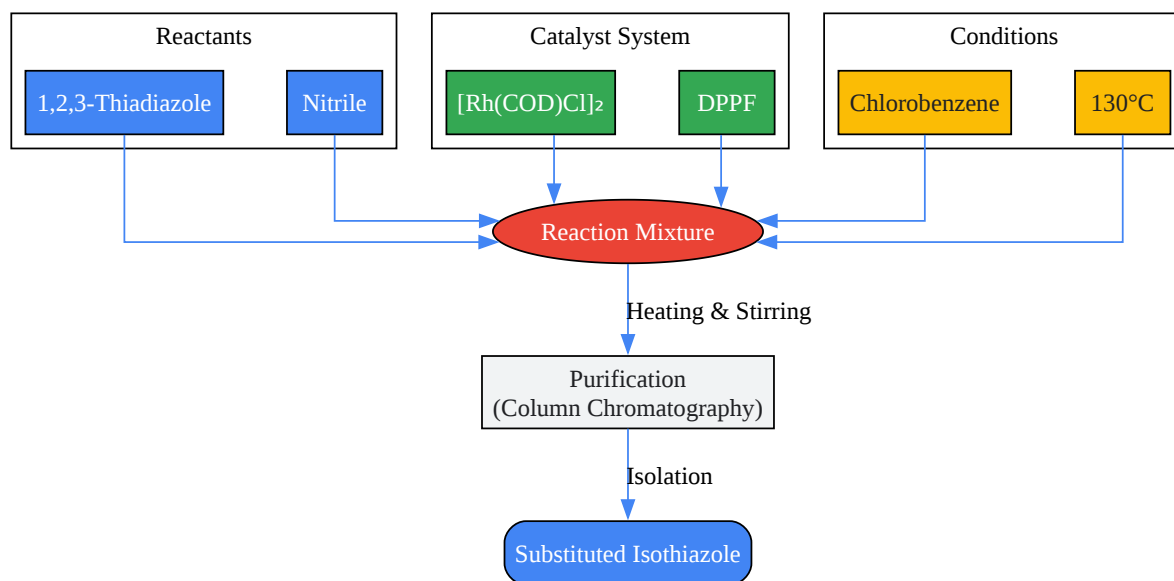 Reactants
Catalyst System
Conditions
1,2,3-Thiadiazole
Nitrile
[Rh(COD)Cl]₂
DPPF
Chlorobenzene
130°C
Reaction Mixture
Heating & Stirring
Purification
(Column Chromatography)
Isolation
Substituted Isothiazole